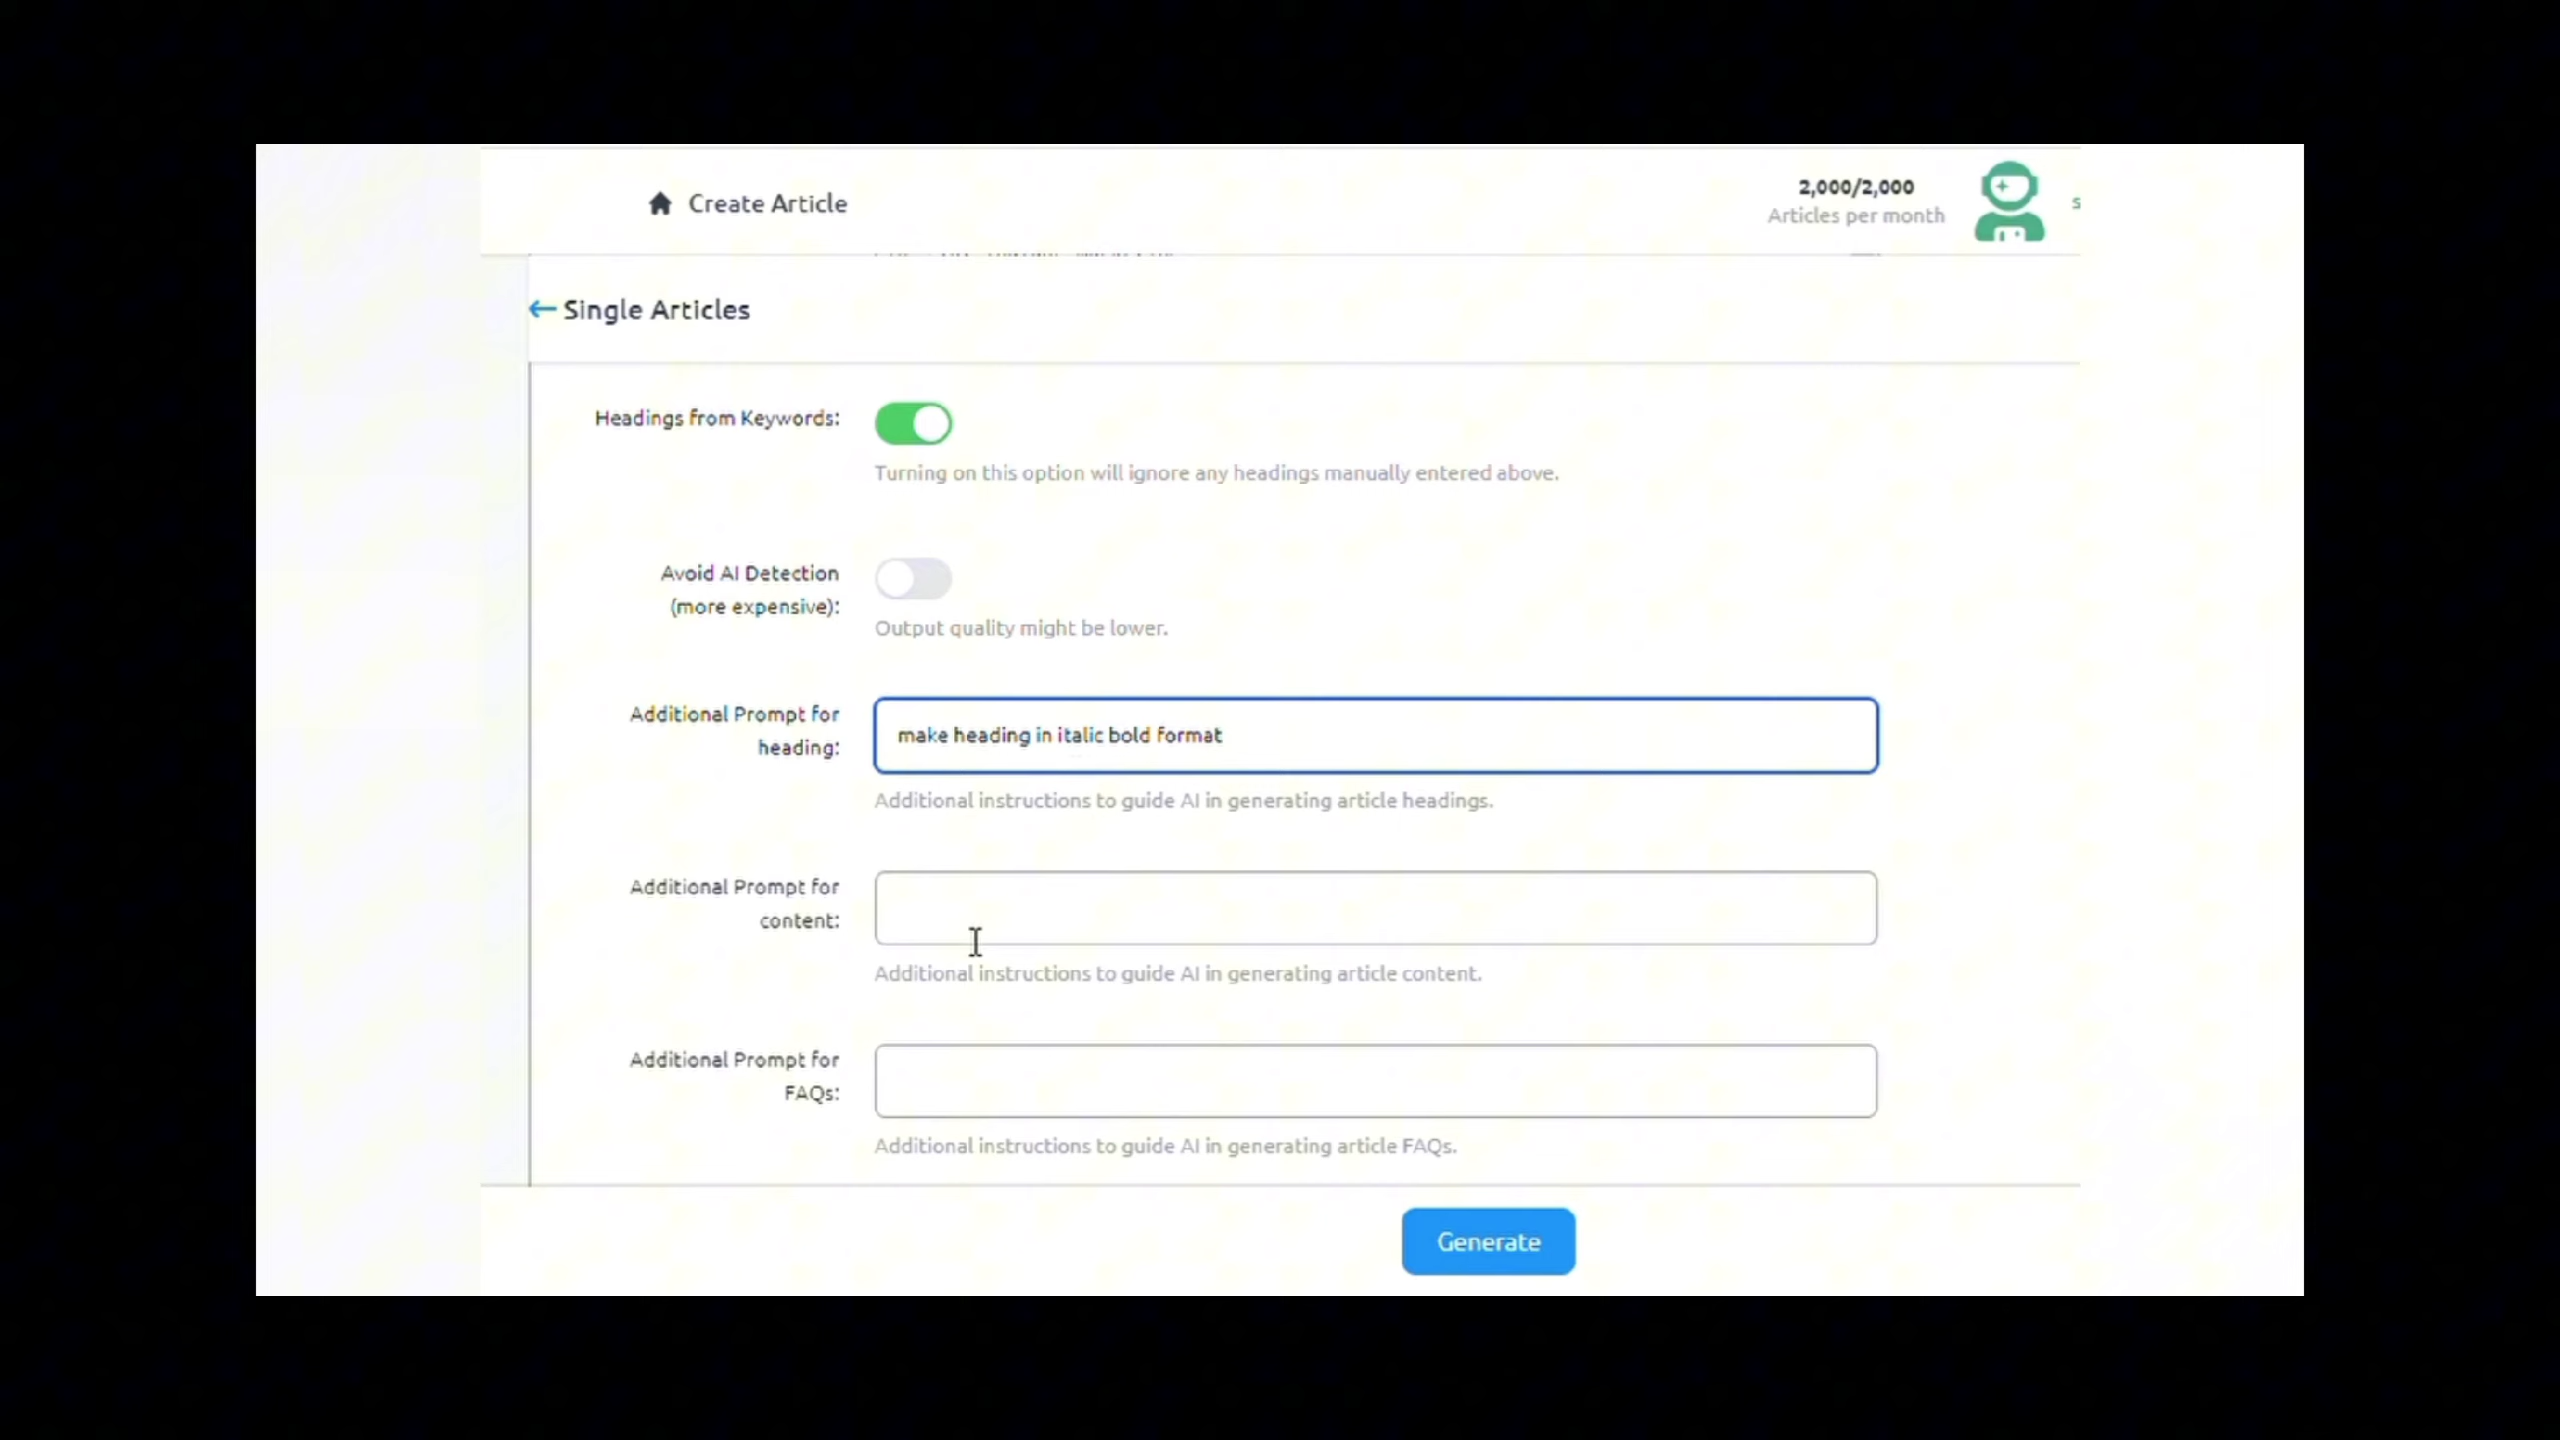 Create Article
2,000/2,000
Articles per month
s
Single Articles
Headings from Keywords:
Turning on this option will ignore any headings manually entered above.
Avoid AI Detection
(more expensive):
Output quality might be lower.
Additional Prompt for
heading:
make heading in italic bold format
Additional instructions to guide AI in generating article headings.
Additional Prompt for
content:
Additional instructions to guide AI in generating article content.
Additional Prompt for
FAQs:
Additional instructions to guide AI in generating article FAQs.
Generate